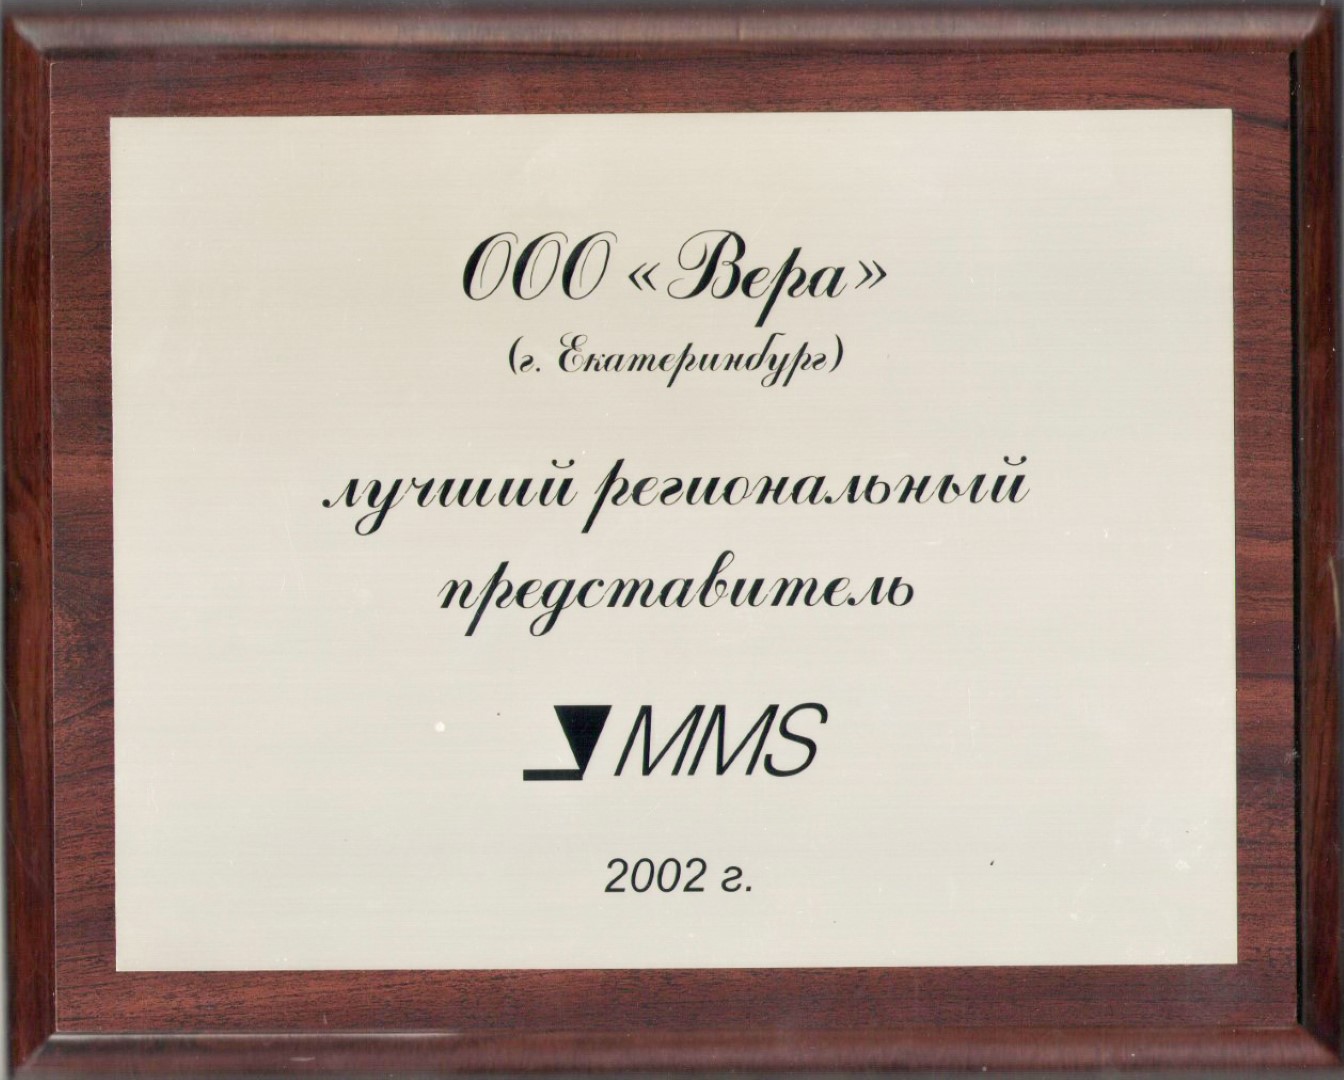 ООО «Вера»
(г. Екатеринбург)
лучший региональный
представитель
MMS
2002 г.